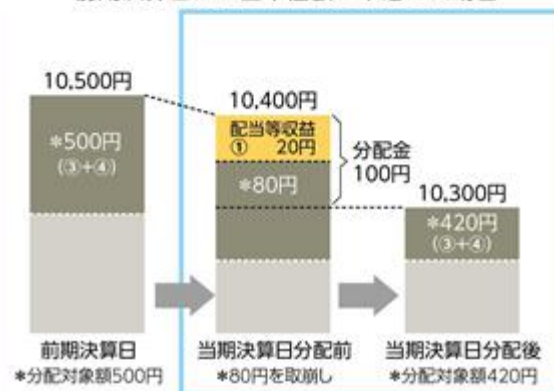 10,500円
*500円
(③+④)
前期決算日
*分配対象額500円
10,400円
配当等収益
① 20円
*80円
分配金
100円
当期決算日分配前
*80円を取崩し
10,300円
*420円
(③+④)
当期決算日分配後
*分配対象額420円